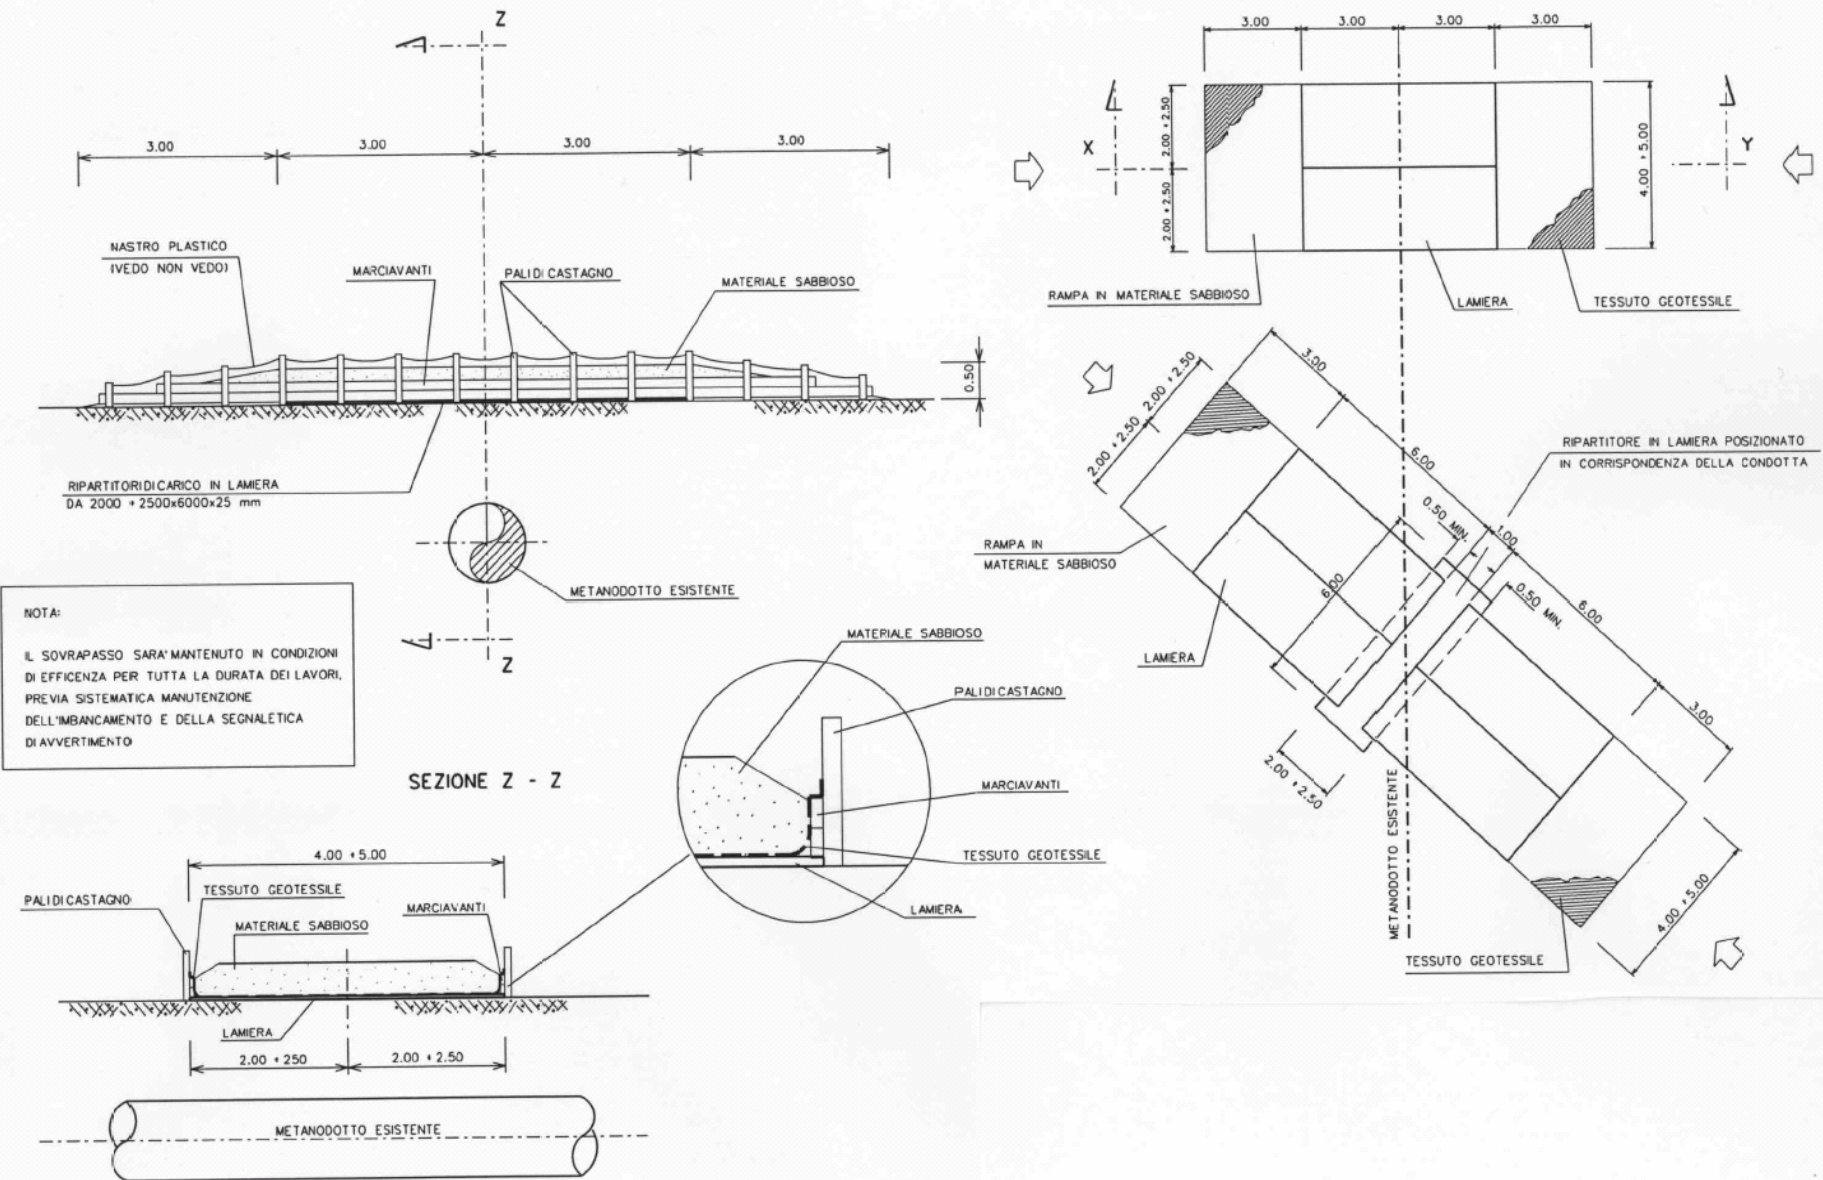 Z
3.00
3.00
3.00
3.00
NASTRO PLASTICO
(VEDO NON VEDO)
MARCIAVANTI
PALI DI CASTAGNO
MATERIALE SABBIOSO
0.50
RIPARTITORI DI CARICO IN LAMIERA
DA 2000 ÷ 2500x6000x25 mm
METANODOTTO ESISTENTE
Z
NOTA:
IL SOVRAPASSO SARA' MANTENUTO IN CONDIZIONI
DI EFFICENZA PER TUTTA LA DURATA DEI LAVORI,
PREVIA SISTEMATICA MANUTENZIONE
DELL'IMBANCAMENTO E DELLA SEGNALETICA
DI AVVERTIMENTO
SEZIONE Z - Z
4.00 ÷ 5.00
PALI DI CASTAGNO
TESSUTO GEOTESSILE
MATERIALE SABBIOSO
MARCIAVANTI
LAMIERA
2.00 ÷ 250
2.00 ÷ 2.50
METANODOTTO ESISTENTE
MATERIALE SABBIOSO
PALI DI CASTAGNO
MARCIAVANTI
TESSUTO GEOTESSILE
LAMIERA
3.00
3.00
3.00
3.00
X
2.00 ÷ 2.50
2.00 ÷ 2.50
4.00 ÷ 5.00
Y
RAMPA IN MATERIALE SABBIOSO
LAMIERA
TESSUTO GEOTESSILE
2.00 ÷ 2.50
2.00 ÷ 2.50
3.00
6.00
RIPARTITORE IN LAMIERA POSIZIONATO
IN CORRISPONDENZA DELLA CONDOTTA
0.50 MIN.
1.00
0.50 MIN.
6.00
6.00
3.00
RAMPA IN
MATERIALE SABBIOSO
LAMIERA
2.00 ÷ 2.50
METANODOTTO ESISTENTE
4.00 ÷ 5.00
TESSUTO GEOTESSILE